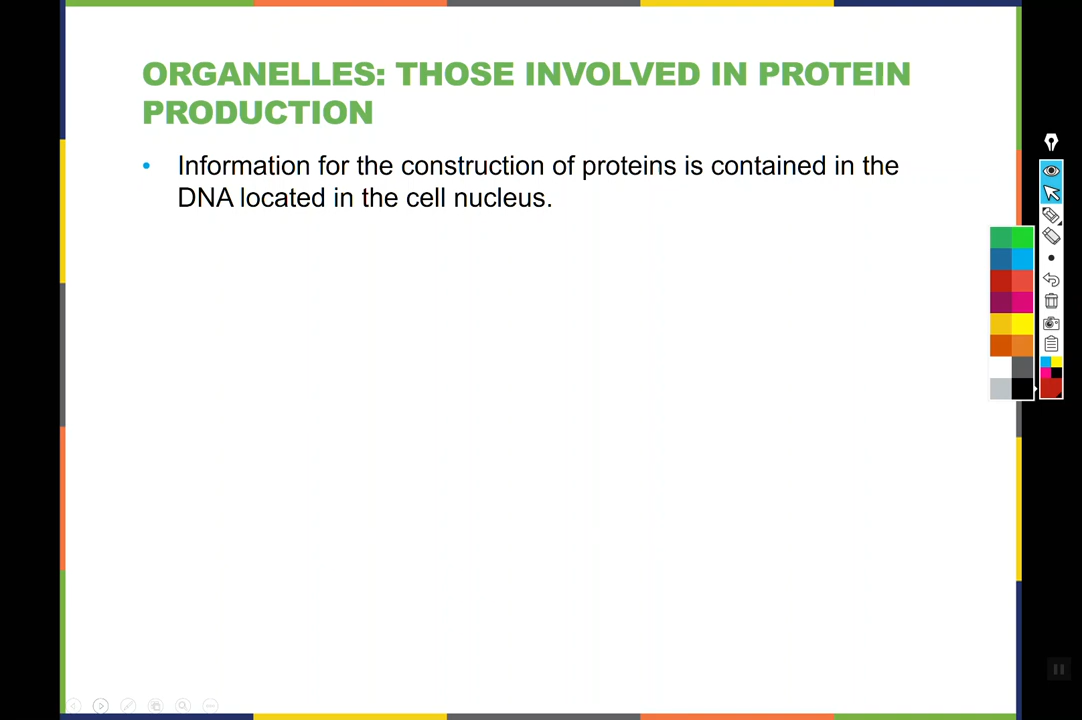 ORGANELLES: THOSE INVOLVED IN PROTEIN
PRODUCTION
• Information for the construction of proteins is contained in the
DNA located in the cell nucleus.